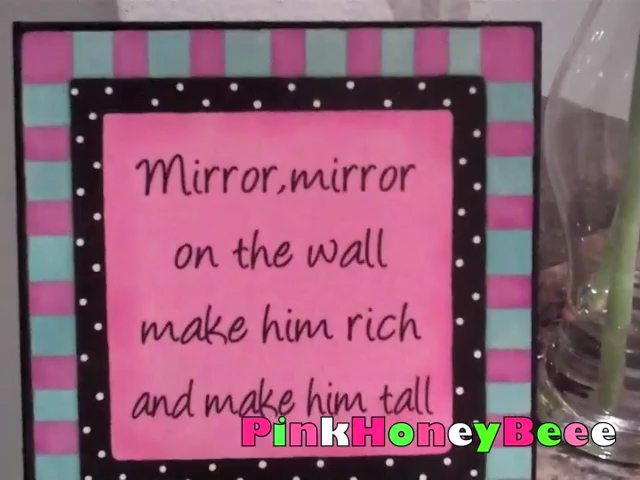 Mirror,mirror
on the wall
make him rich
and make him tall
PinkHoneyBeee